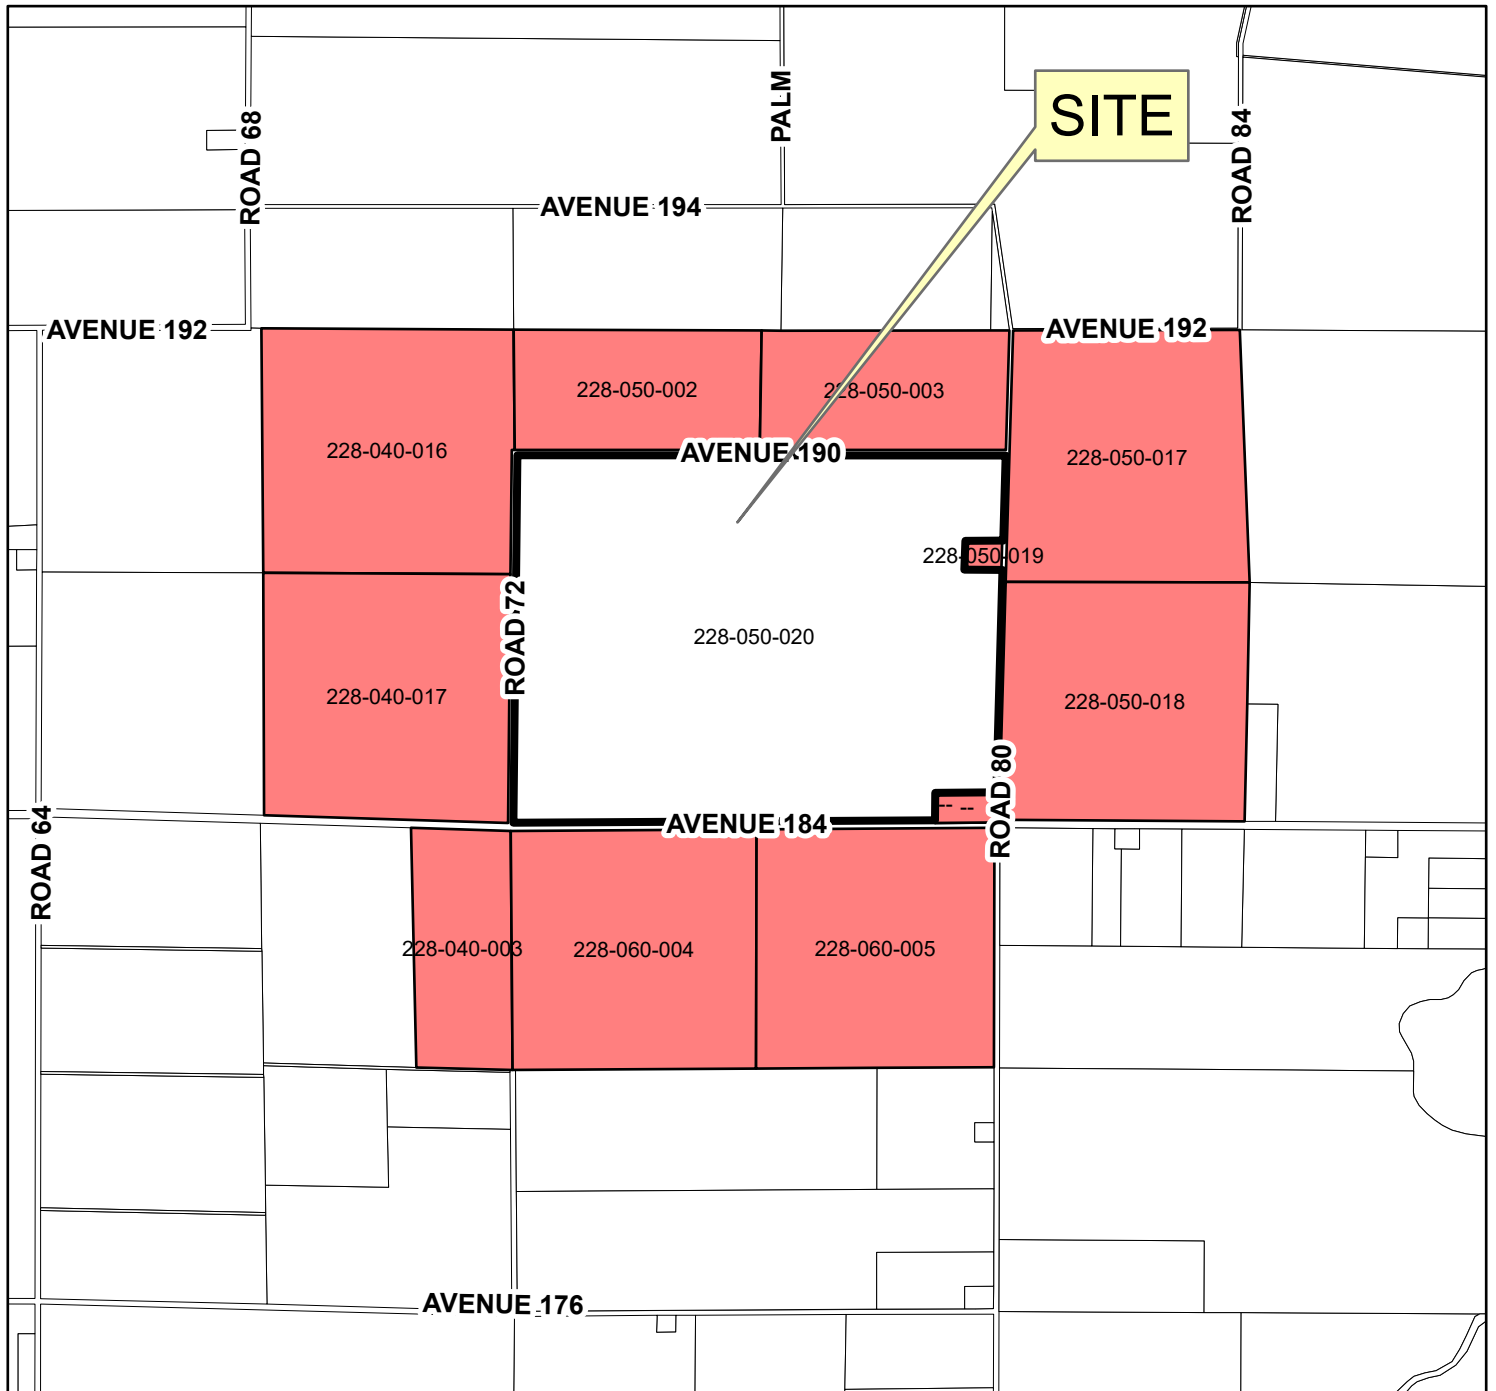 SITE
PALM
ROAD 68
ROAD 84
AVENUE 194
AVENUE 192
AVENUE 192
228-050-002
228-050-003
228-040-016
AVENUE 190
228-050-017
228-050-019
ROAD 72
228-050-020
228-040-017
228-050-018
ROAD 80
-- --
AVENUE 184
ROAD 64
228-040-003
228-060-004
228-060-005
AVENUE 176